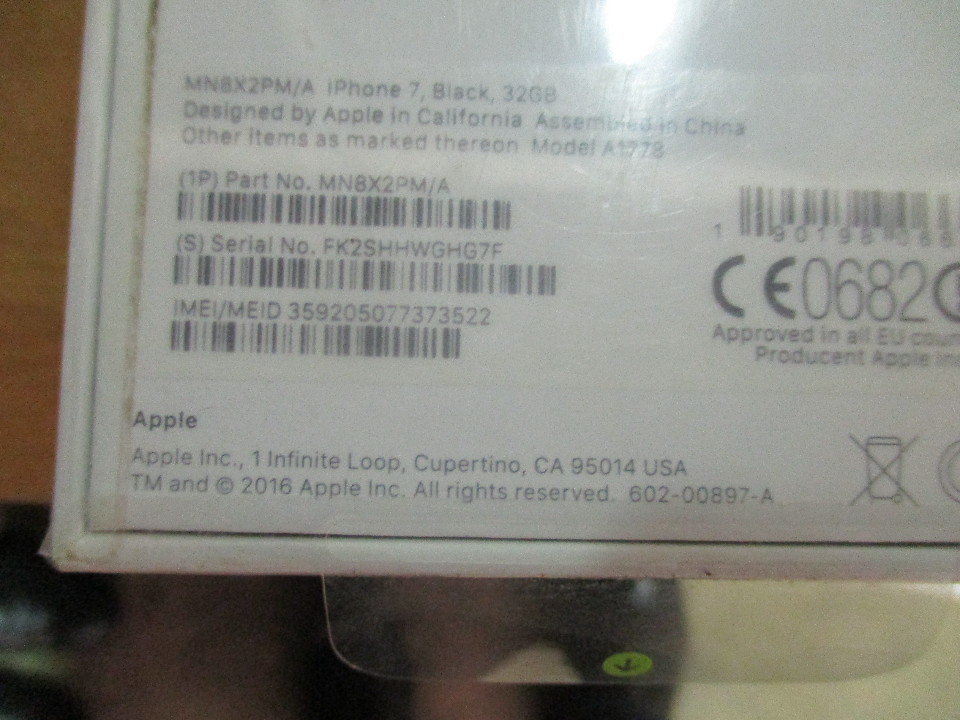 MN8X2PM/A iPhone 7, Black, 32GB
Designed by Apple in California Assembled in China
Other items as marked thereon Model A1778
(1P) Part No. MN8X2PM/A
(S) Serial No. FK2SHHWGHG7F
IMEI/MEID 359205077373522
1 90198
CE0682
Approved in all EU
Producent Apple
Apple
Apple Inc., 1 Infinite Loop, Cupertino, CA 95014 USA
TM and © 2016 Apple Inc. All rights reserved. 602-00897-A